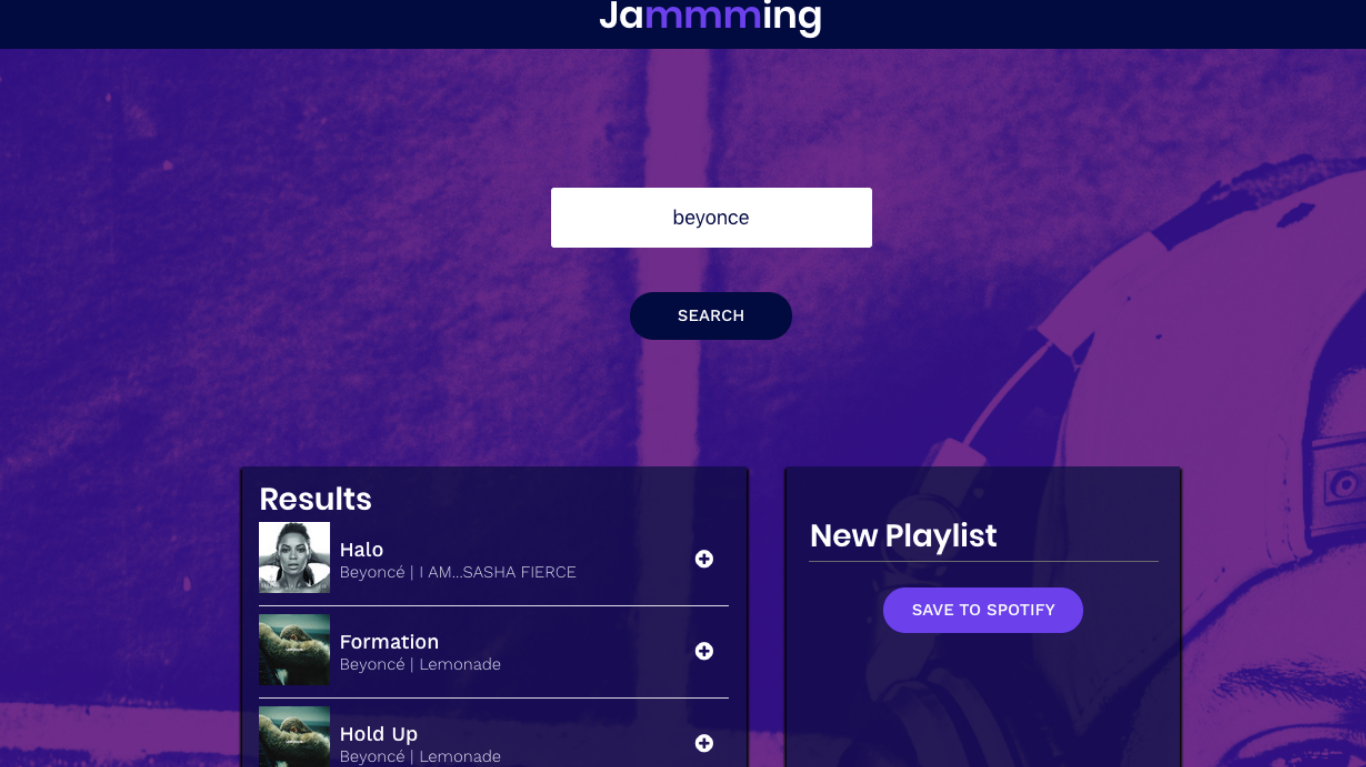 Jammming
beyonce
SEARCH
Results
Halo
Beyoncé | I AM...SASHA FIERCE
Formation
Beyoncé | Lemonade
Hold Up
Beyoncé | Lemonade
New Playlist
SAVE TO SPOTIFY